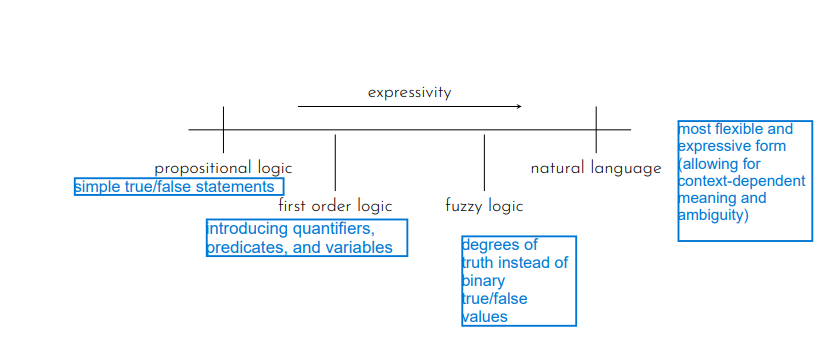 expressivity
propositional logic
simple true/false statements
first order logic
introducing quantifiers,
predicates, and variables
fuzzy logic
degrees of
truth instead of
binary
true/false
values
natural language
most flexible and
expressive form
(allowing for
context-dependent
meaning and
ambiguity)